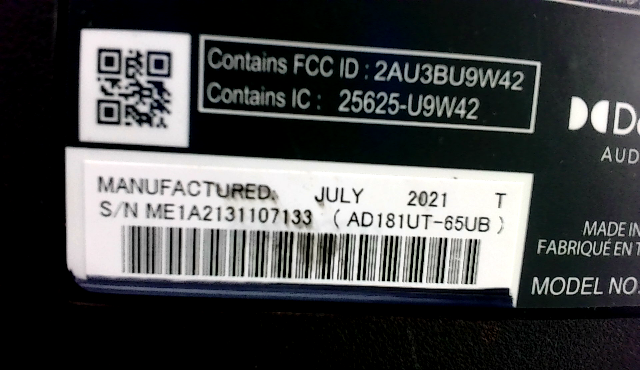 Contains FCC ID : 2AU3BU9W42
Contains IC : 25625-U9W42
MANUFACTURED. JULY 2021 T
S/N ME1A2131107133 ( AD181UT-65UB )
AUD
MADE IN
FABRIQUÉ EN T
MODEL NO.